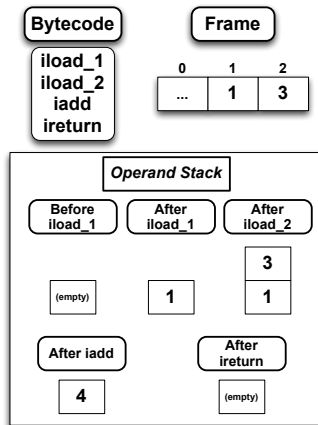 Bytecode
Frame
iload_1
iload_2
iadd
ireturn
0 1 2
... 1 3
Operand Stack
Before
iload_1
After
iload_1
After
iload_2
3
(empty) 1 1
After iadd
After
ireturn
4 (empty)